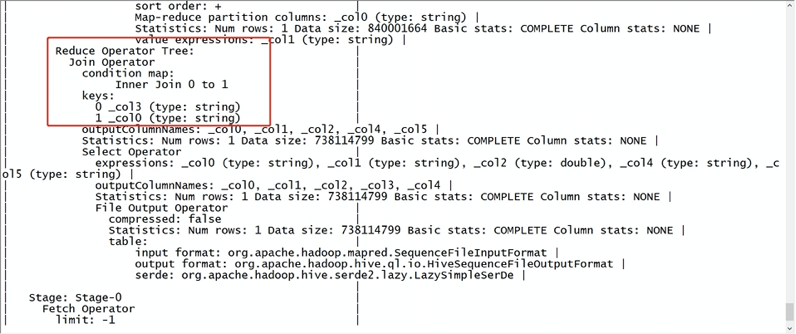 |                   sort order: +                                    |
|                   Map-reduce partition columns: _col0 (type: string) |
|                   Statistics: Num rows: 1 Data size: 840001664 Basic stats: COMPLETE Column stats: NONE |
|                   value expressions: _col1 (type: string)          |
|       Reduce Operator Tree:                        |
|         Join Operator                              |
|           condition map:                           |
|                Inner Join 0 to 1                   |
|           keys:                                    |
|             0 _col3 (type: string)                 |
|             1 _col0 (type: string)                 |
|           outputColumnNames: _col0, _col1, _col2, _col4, _col5 |
|           Statistics: Num rows: 1 Data size: 738114799 Basic stats: COMPLETE Column stats: NONE |
|           Select Operator                          |
|             expressions: _col0 (type: string), _col1 (type: string), _col2 (type: double), _col4 (type: string), _c
ol5 (type: string) |
|             outputColumnNames: _col0, _col1, _col2, _col3, _col4 |
|             Statistics: Num rows: 1 Data size: 738114799 Basic stats: COMPLETE Column stats: NONE |
|             File Output Operator                   |
|               compressed: false                    |
|               Statistics: Num rows: 1 Data size: 738114799 Basic stats: COMPLETE Column stats: NONE |
|               table:                               |
|                   input format: org.apache.hadoop.mapred.SequenceFileInputFormat |
|                   output format: org.apache.hadoop.hive.ql.io.HiveSequenceFileOutputFormat |
|                   serde: org.apache.hadoop.hive.serde2.lazy.LazySimpleSerDe |
|                                                    |
|   Stage: Stage-0                                   |
|     Fetch Operator                                 |
|       limit: -1                                    |